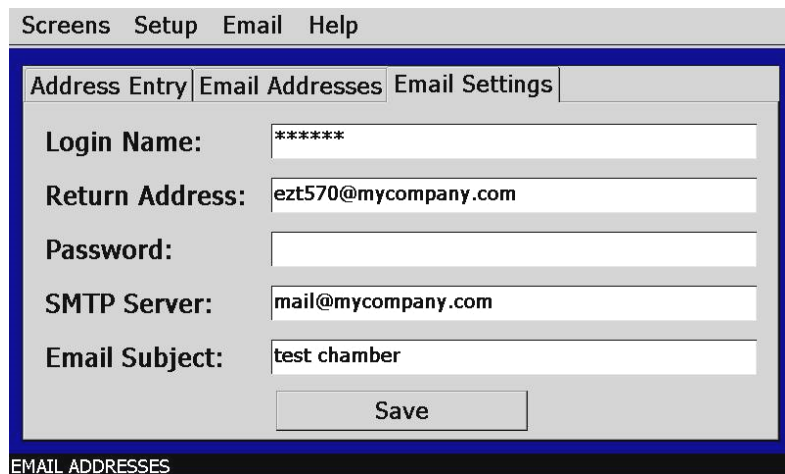 Screens Setup Email Help
Address Entry Email Addresses Email Settings
Login Name: ******
Return Address: ezt570@mycompany.com
Password:
SMTP Server: mail@mycompany.com
Email Subject: test chamber
Save
EMAIL ADDRESSES